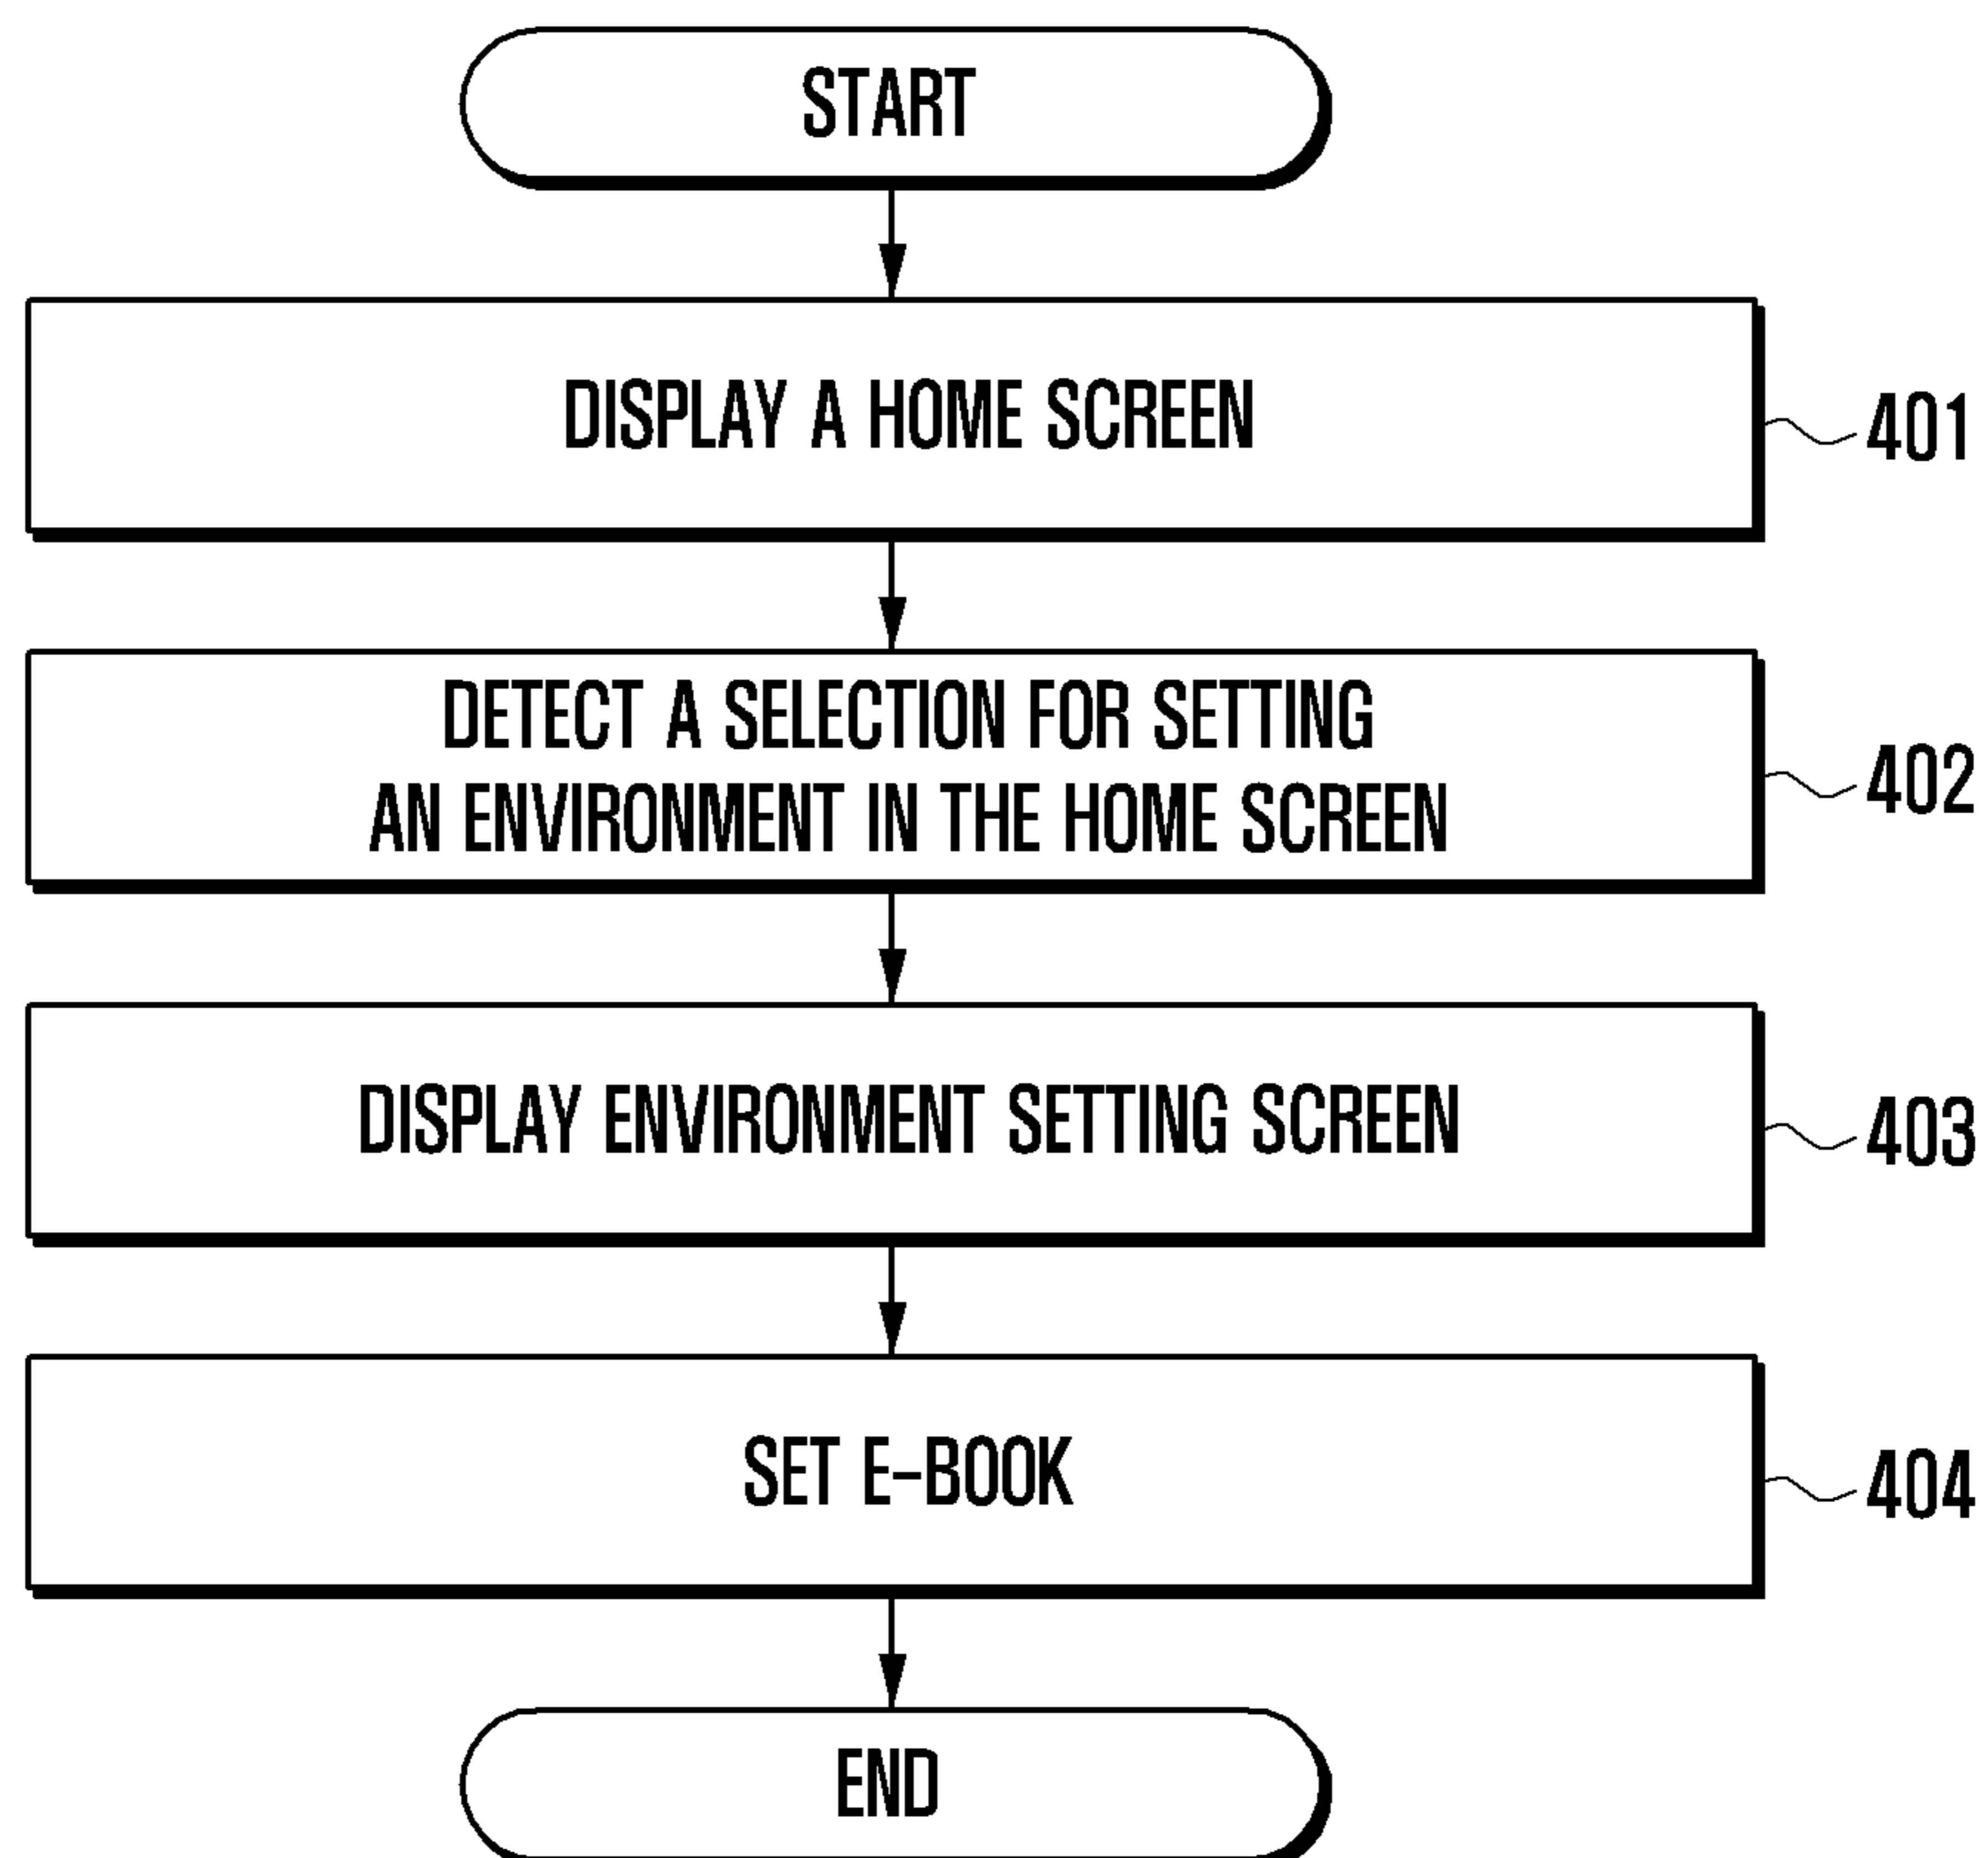 START
DISPLAY A HOME SCREEN
401
DETECT A SELECTION FOR SETTING
AN ENVIRONMENT IN THE HOME SCREEN
402
DISPLAY ENVIRONMENT SETTING SCREEN
403
SET E-BOOK
404
END